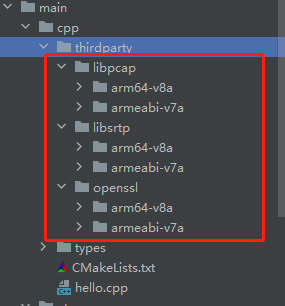 main
cpp
thirdparty
libpcap
arm64-v8a
armeabi-v7a
libsrtp
arm64-v8a
armeabi-v7a
openssl
arm64-v8a
armeabi-v7a
types
CMakeLists.txt
hello.cpp